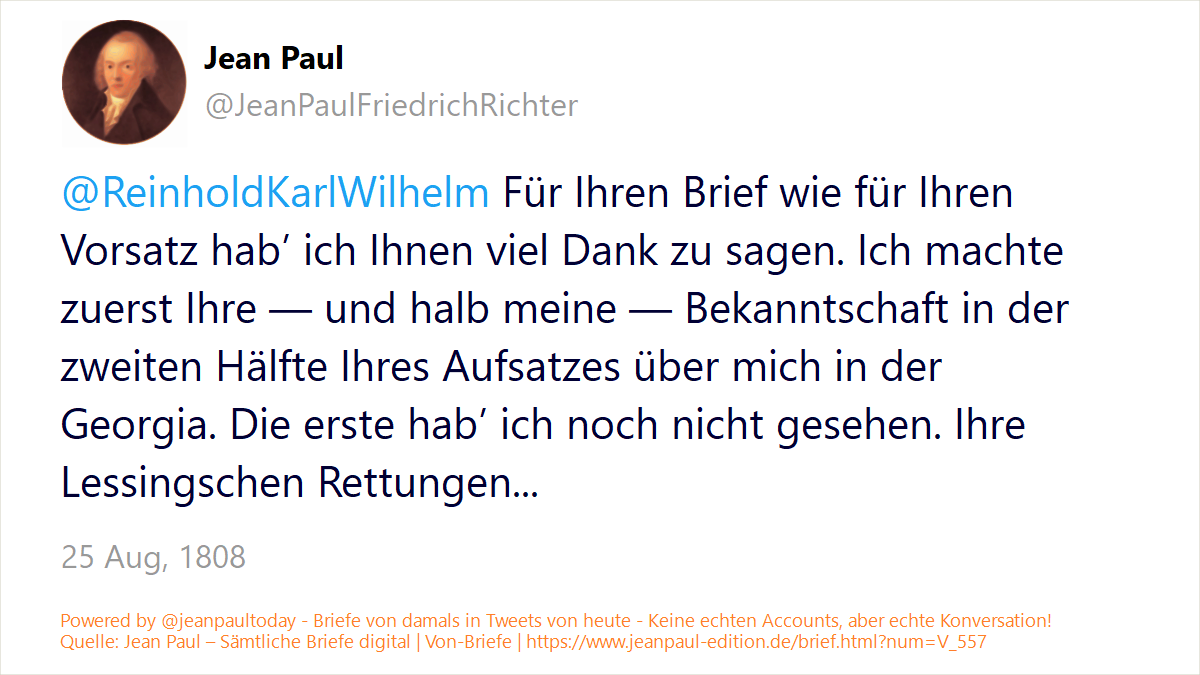 Jean Paul
@JeanPaulFriedrichRichter
@ReinholdKarlWilhelm Für Ihren Brief wie für Ihren
Vorsatz hab’ ich Ihnen viel Dank zu sagen. Ich machte
zuerst Ihre — und halb meine — Bekanntschaft in der
zweiten Hälfte Ihres Aufsatzes über mich in der
Georgia. Die erste hab’ ich noch nicht gesehen. Ihre
Lessingschen Rettungen...
25 Aug, 1808
Powered by @jeanpaultoday - Briefe von damals in Tweets von heute - Keine echten Accounts, aber echte Konversation!
Quelle: Jean Paul – Sämtliche Briefe digital | Von-Briefe | https://www.jeanpaul-edition.de/brief.html?num=V_557